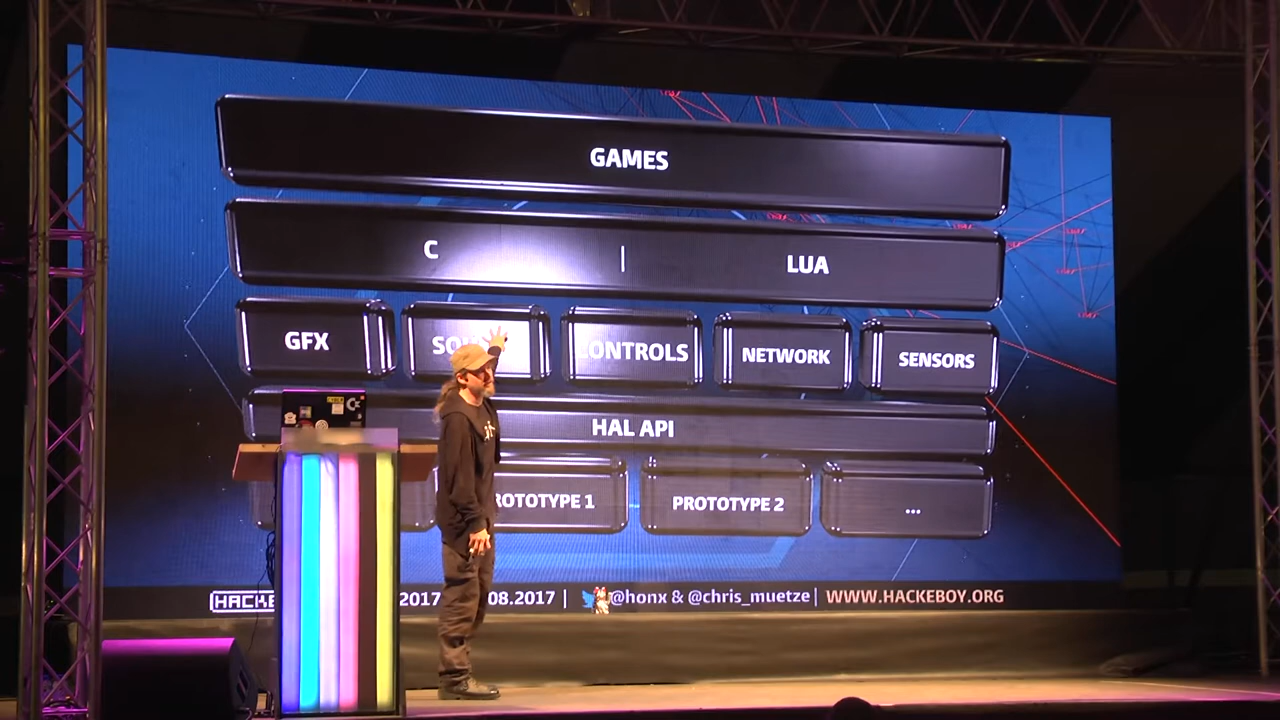 GAMES
C | LUA
GFX
CONTROLS
NETWORK
SENSORS
HAL API
PROTOTYPE 2
...
2017
08.2017 | @honx & @chris_muetze | WWW.HACKEBOY.ORG